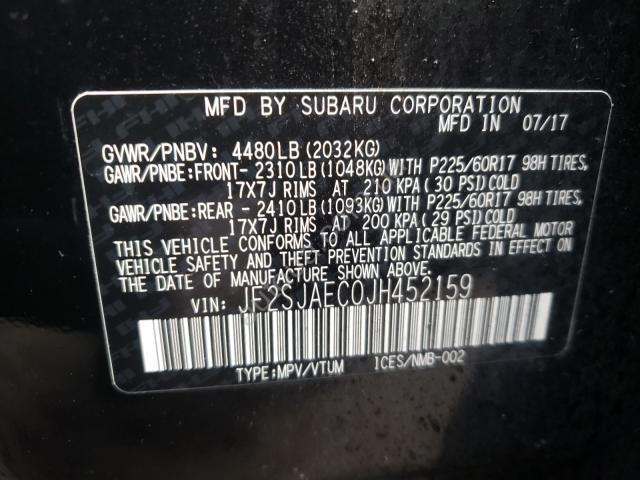 MFD BY SUBARU CORPORATION
MFD IN 07/17
GVWR/PNBV: 4480LB (2032KG)
GAWR/PNBE:FRONT- 2310LB (1048KG)WITH P225/60R17 98H TIRES,
17X7J RIMS AT 210 KPA ( 30 PSI)COLD
GAWR/PNBE:REAR - 2410LB (1093KG)WITH P225/60R17 98H TIRES,
17X7J RIMS AT 200 KPA ( 29 PSI)COLD
THIS VEHICLE CONFORMS TO ALL APPLICABLE FEDERAL MOTOR
VEHICLE SAFETY AND THEFT PREVENTION STANDARDS IN EFFECT ON
THE DATE OF MANUFACTURE SHOWN ABOVE.
VIN: JF2SJAEC0JH452159
TYPE:MPV/VTUM ICES/NMB-002